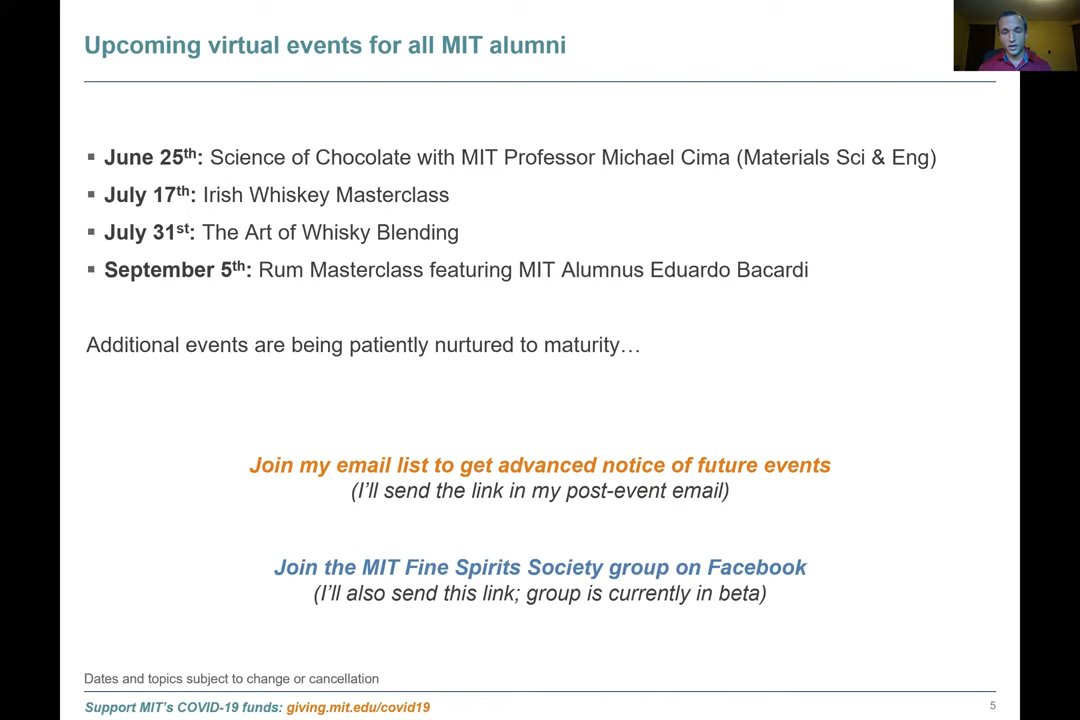 Upcoming virtual events for all MIT alumni
▪ June 25th: Science of Chocolate with MIT Professor Michael Cima (Materials Sci & Eng)
▪ July 17th: Irish Whiskey Masterclass
▪ July 31st: The Art of Whisky Blending
▪ September 5th: Rum Masterclass featuring MIT Alumnus Eduardo Bacardi
Additional events are being patiently nurtured to maturity…
Join my email list to get advanced notice of future events
(I’ll send the link in my post-event email)
Join the MIT Fine Spirits Society group on Facebook
(I’ll also send this link; group is currently in beta)
Dates and topics subject to change or cancellation
Support MIT’s COVID-19 funds: giving.mit.edu/covid19
5